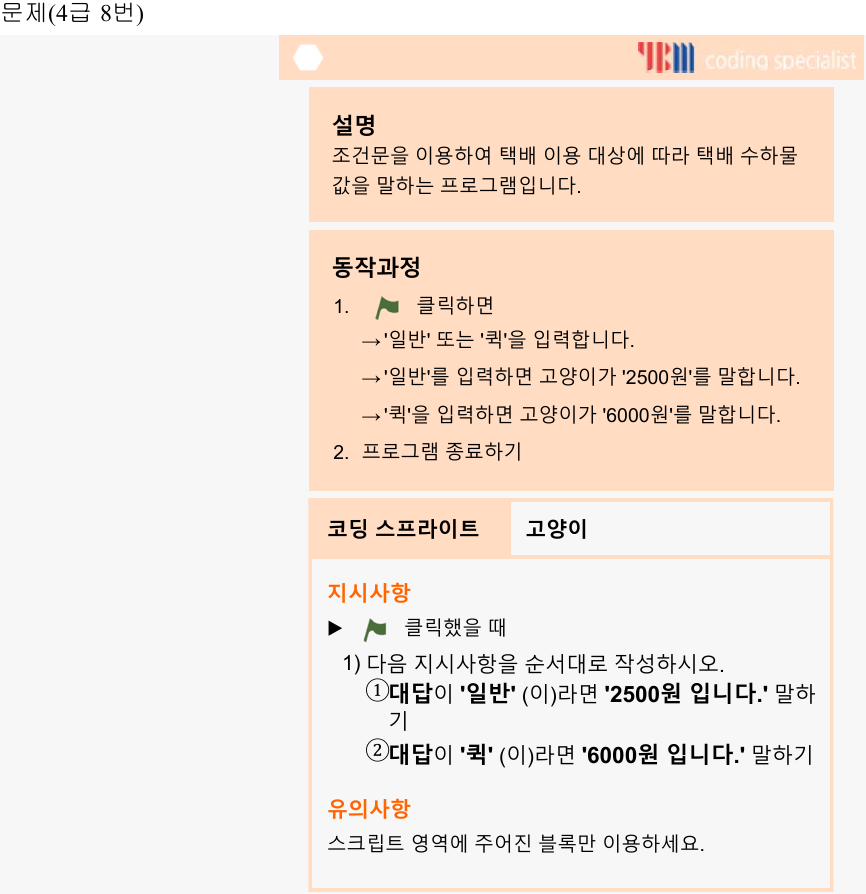 문제(4급 8번)
YBM coding specialist
설명
조건문을 이용하여 택배 이용 대상에 따라 택배 수하물
값을 말하는 프로그램입니다.
동작과정
1. 클릭하면
→'일반' 또는 '퀵'을 입력합니다.
→'일반'를 입력하면 고양이가 '2500원'를 말합니다.
→'퀵'을 입력하면 고양이가 '6000원'를 말합니다.
2. 프로그램 종료하기
코딩 스프라이트
고양이
지시사항
▶ 클릭했을 때
1) 다음 지시사항을 순서대로 작성하시오.
①대답이 '일반' (이)라면 '2500원 입니다.' 말하
기
②대답이 '퀵' (이)라면 '6000원 입니다.' 말하기
유의사항
스크립트 영역에 주어진 블록만 이용하세요.